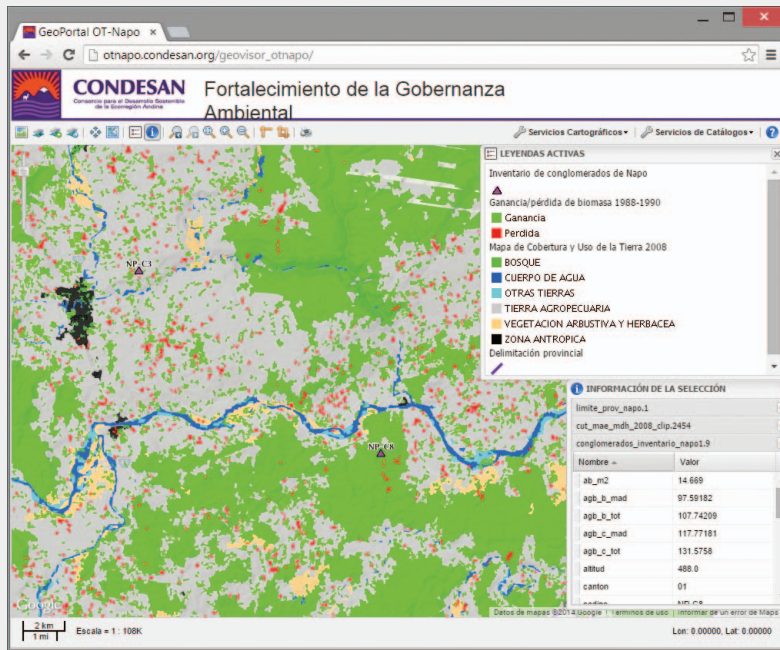 GeoPortal OT-Napo
otnapo.condesan.org/geovisor_otnapo/
CONDESAN
Consorcio para el Desarrollo Sostenible
de la Ecorregión Andina
Fortalecimiento de la Gobernanza
Ambiental
Servicios Cartográficos
Servicios de Catálogos
LEYENDAS ACTIVAS
Inventario de conglomerados de Napo
Ganancia/pérdida de biomasa 1988-1990
Ganancia
Perdida
Mapa de Cobertura y Uso de la Tierra 2008
BOSQUE
CUERPO DE AGUA
OTRAS TIERRAS
TIERRA AGROPECUARIA
VEGETACION ARBUSTIVA Y HERBACEA
ZONA ANTROPICA
Delimitación provincial
NP_C3
NP_C8
INFORMACIÓN DE LA SELECCIÓN
limite_prov_napo.1
cut_mae_mdh_2008_clip.2454
conglomerados_inventario_napo1.9
Nombre Valor
ab_m2 14.669
agb_b_mad 97.59182
agb_b_tot 107.74209
agb_c_mad 117.77181
agb_c_tot 131.5758
altitud 488.0
canton 01
Google
Datos de mapas ©2014 Google
Términos de uso
Informar de un error de Maps
2 km
1 mi
Escala = 1 : 108K
Lon: 0.00000, Lat: 0.00000